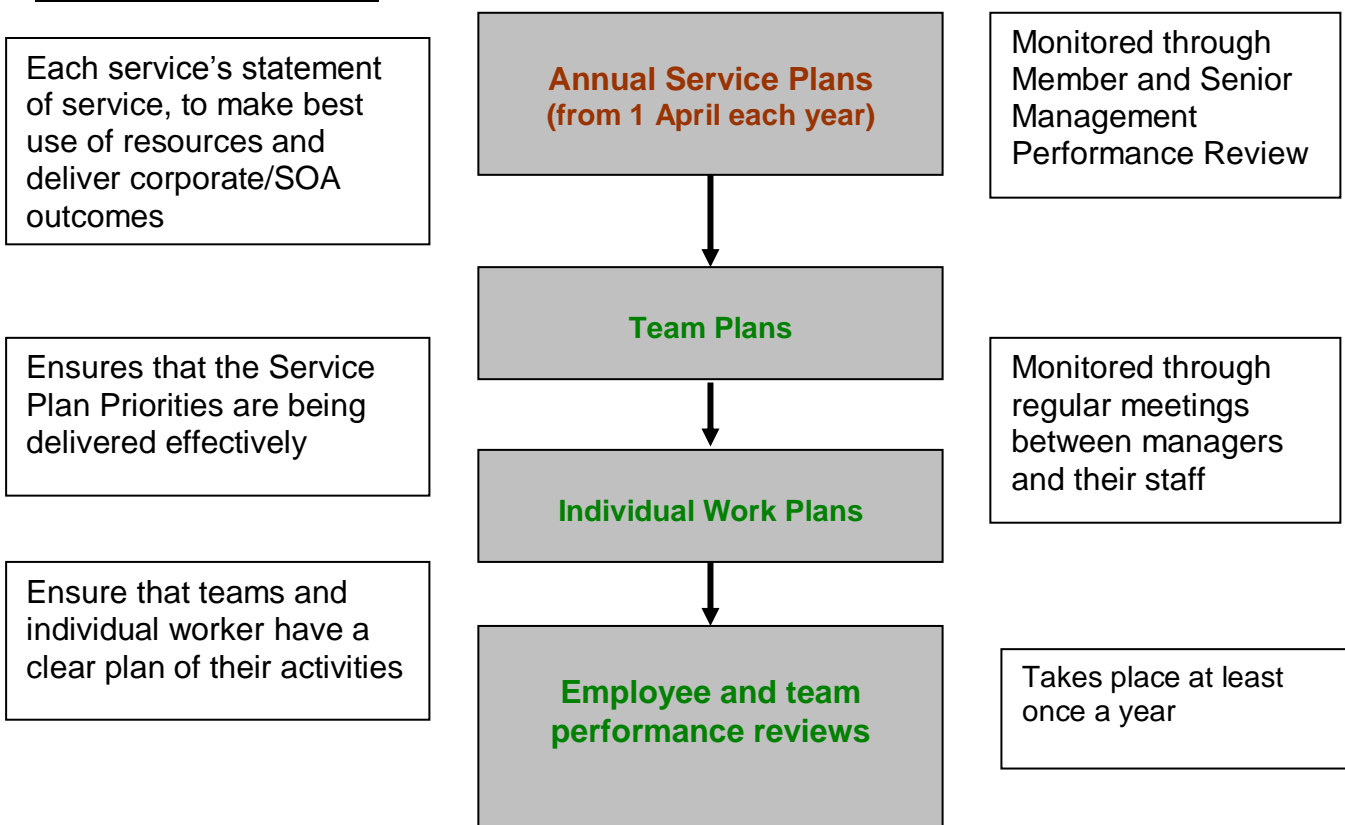 Each service's statement
of service, to make best
use of resources and
deliver corporate/SOA
outcomes
Annual Service Plans
(from 1 April each year)
Monitored through
Member and Senior
Management
Performance Review
Team Plans
Ensures that the Service
Plan Priorities are being
delivered effectively
Monitored through
regular meetings
between managers
and their staff
Individual Work Plans
Ensure that teams and
individual worker have a
clear plan of their activities
Employee and team
performance reviews
Takes place at least
once a year